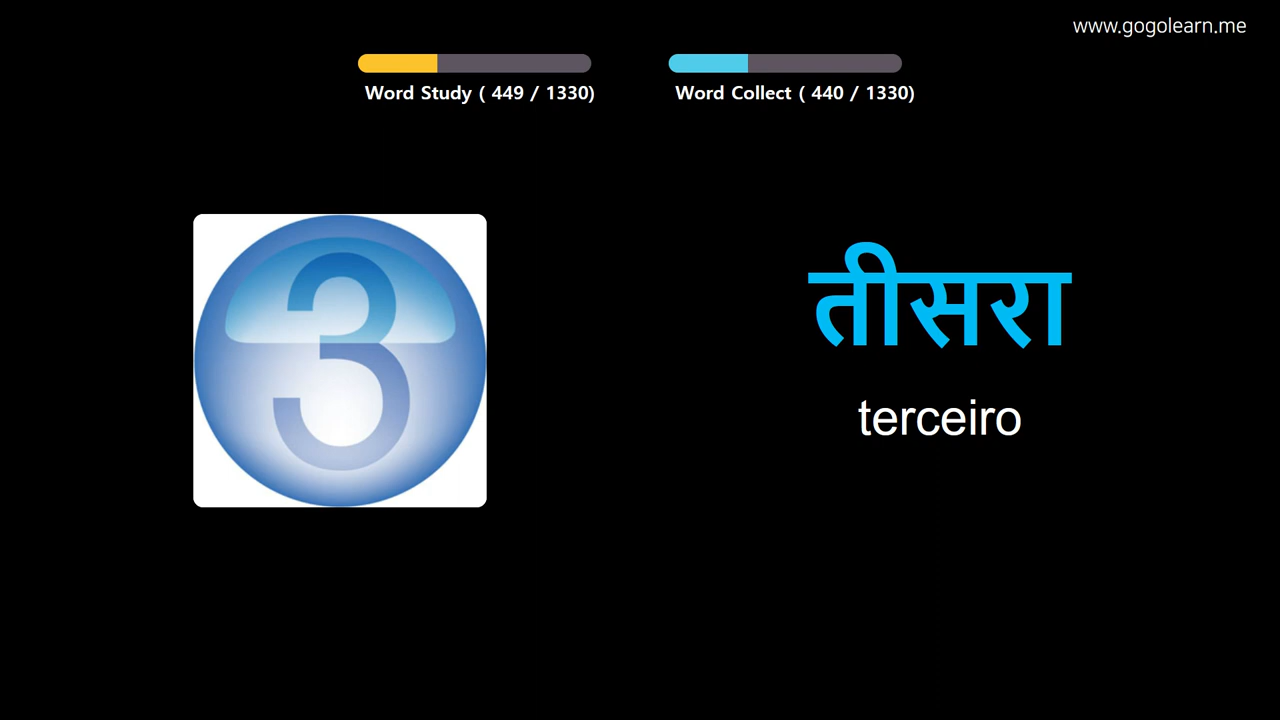 www.gogolearn.me
Word Study ( 449 / 1330)
Word Collect ( 440 / 1330)
3
तीसरा
terceiro